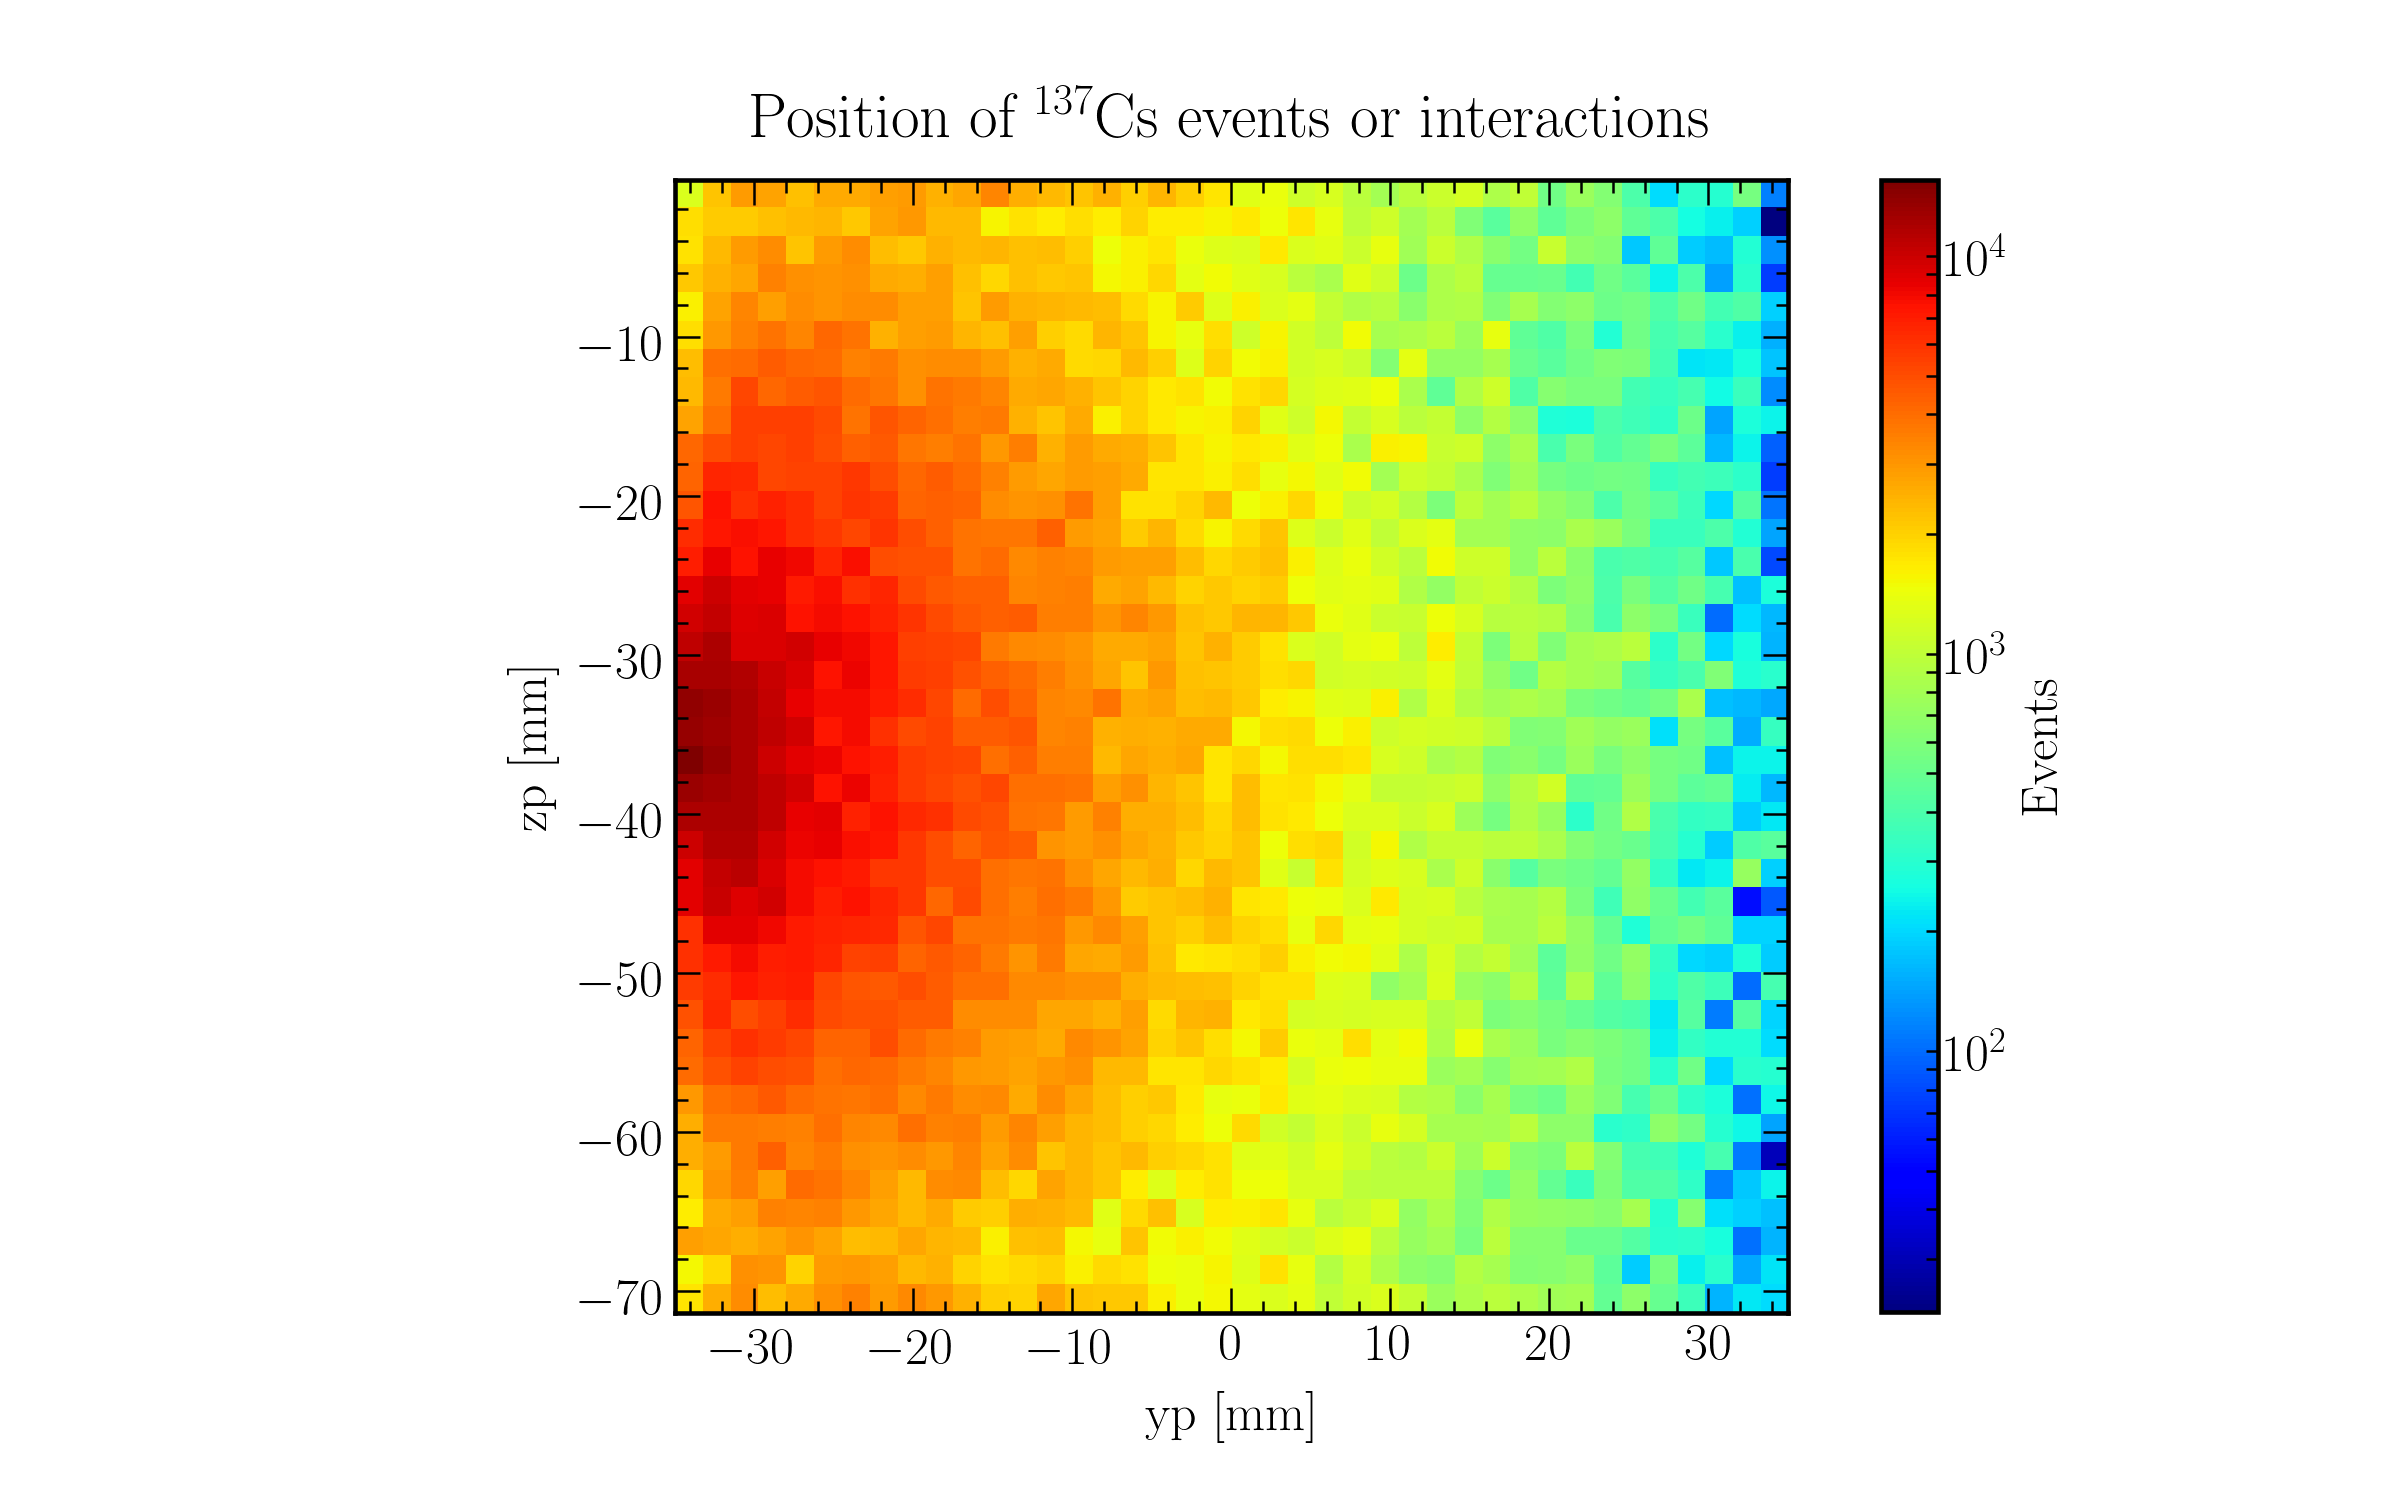 Position of ¹³⁷Cs events or interactions
−10
−20
−30
−40
−50
−60
−70
zp [mm]
−30 −20 −10 0 10 20 30
yp [mm]
10⁴
10³
10²
Events